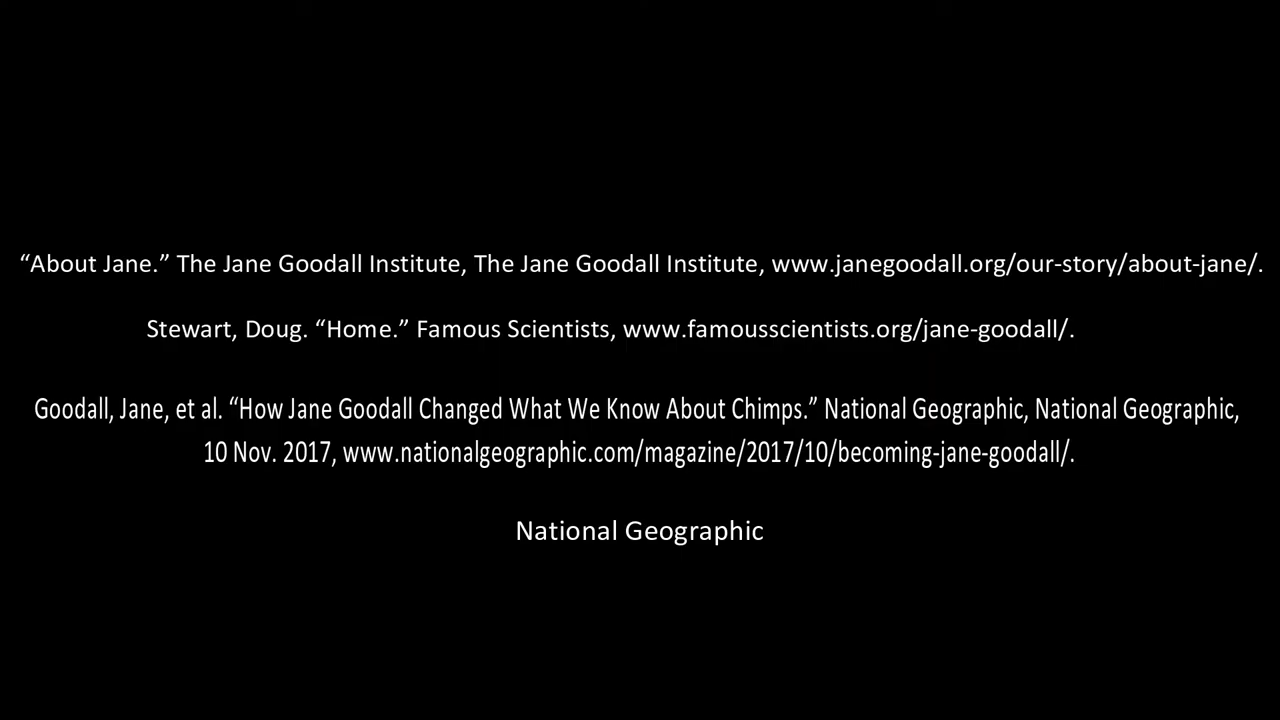 “About Jane.” The Jane Goodall Institute, The Jane Goodall Institute, www.janegoodall.org/our-story/about-jane/.
Stewart, Doug. “Home.” Famous Scientists, www.famousscientists.org/jane-goodall/.
Goodall, Jane, et al. “How Jane Goodall Changed What We Know About Chimps.” National Geographic, National Geographic,
10 Nov. 2017, www.nationalgeographic.com/magazine/2017/10/becoming-jane-goodall/.
National Geographic